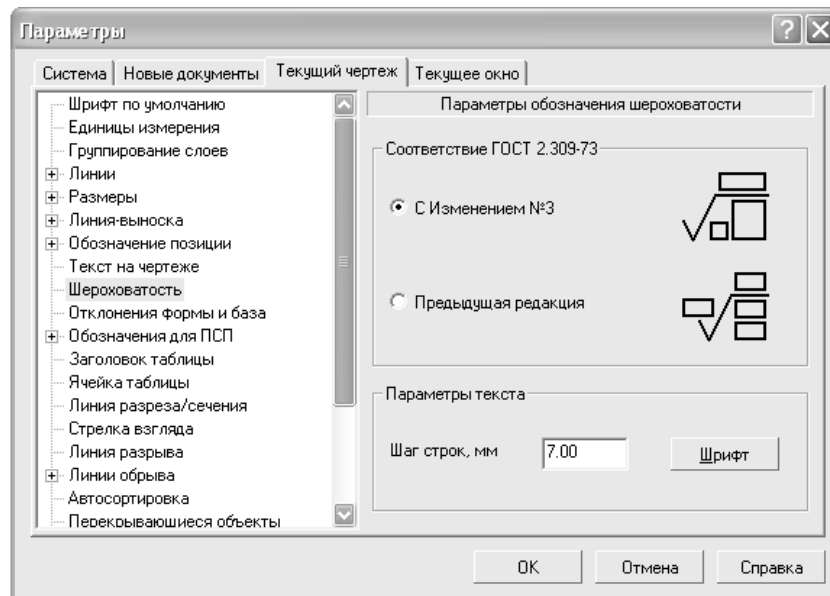 Параметры
Система
Новые документы
Текущий чертеж
Текущее окно
Шрифт по умолчанию
Единицы измерения
Группирование слоев
Линии
Размеры
Линия-выноска
Обозначение позиции
Текст на чертеже
Шероховатость
Отклонения формы и база
Обозначения для ПСП
Заголовок таблицы
Ячейка таблицы
Линия разреза/сечения
Стрелка взгляда
Линия разрыва
Линии обрыва
Автосортировка
Перекрывающиеся объекты
Параметры обозначения шероховатости
Соответствие ГОСТ 2.309-73
С Изменением №3
Предыдущая редакция
Параметры текста
Шаг строк, мм
7.00
Шрифт
OK
Отмена
Справка